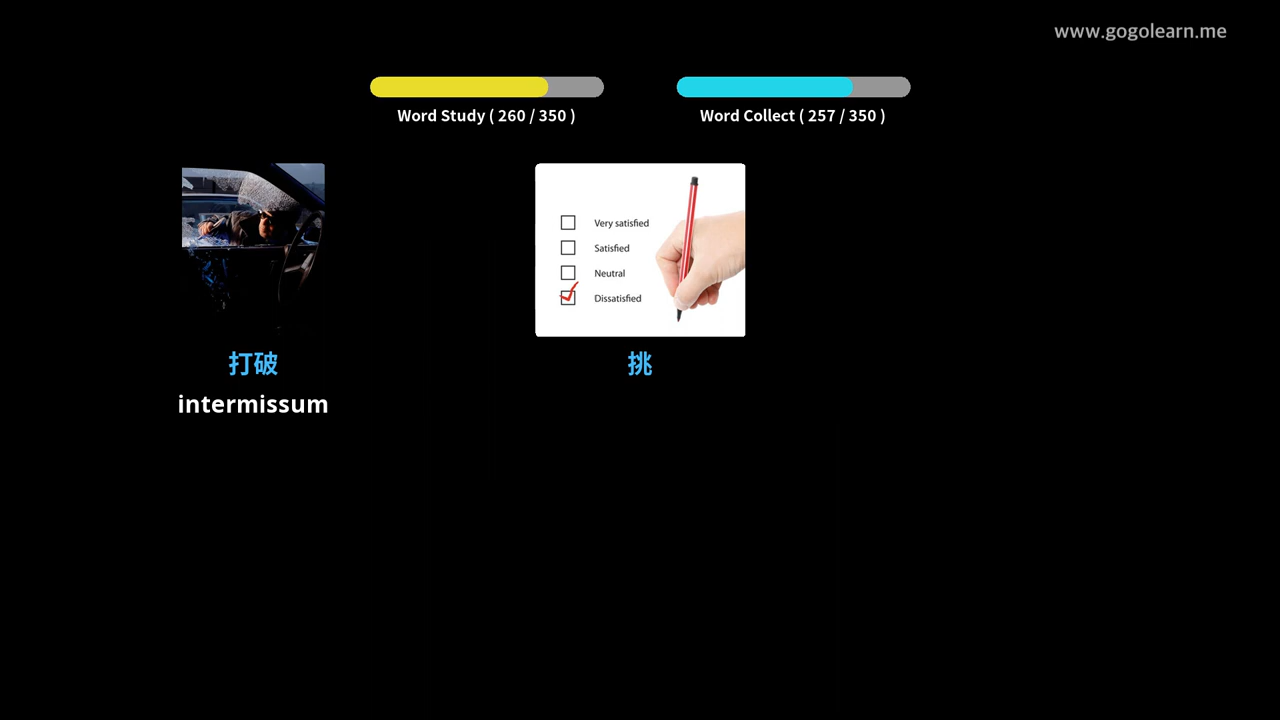 www.gogolearn.me
Word Study ( 260 / 350 )
Word Collect ( 257 / 350 )
Very satisfied
Satisfied
Neutral
Dissatisfied
打破
挑
intermissum